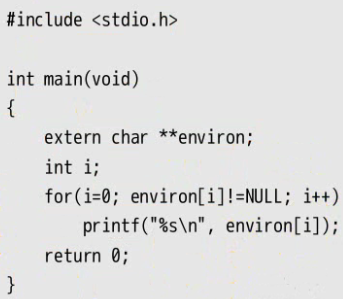 #include <stdio.h>
int main(void)
{
extern char **environ;
int i;
for(i=0; environ[i]!=NULL; i++)
printf("%s\n", environ[i]);
return 0;
}